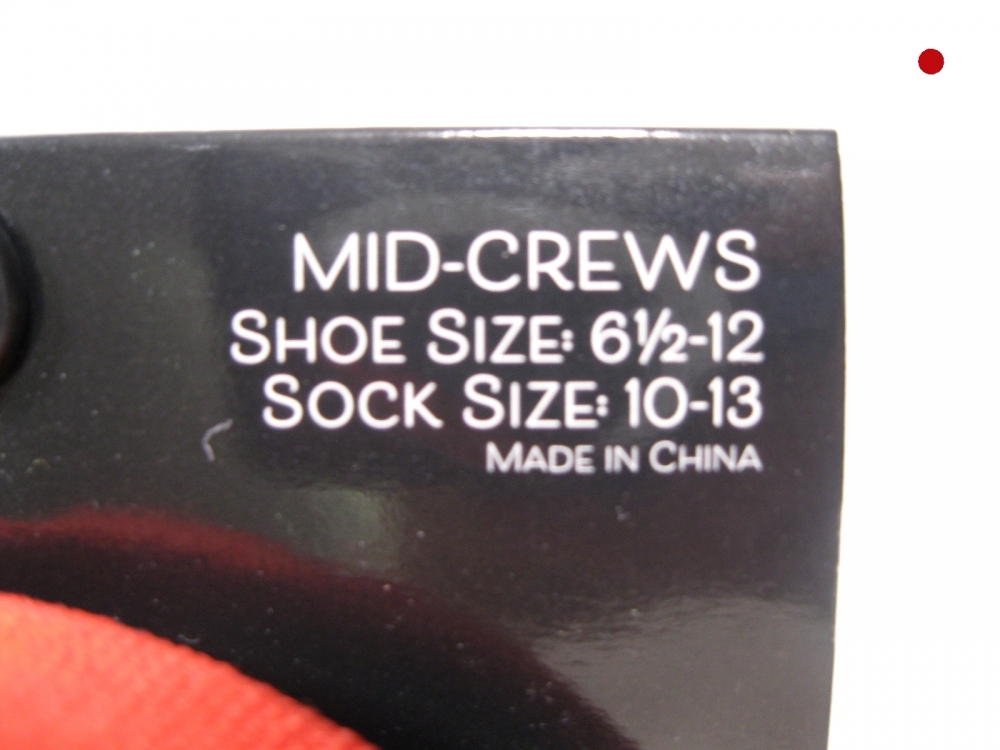 MID-CREWS
SHOE SIZE: 6½-12
SOCK SIZE: 10-13
MADE IN CHINA